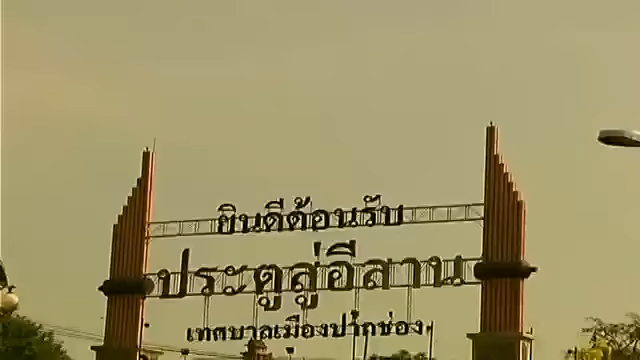 ยินดีต้อนรับ
ประตูสู่อีสาน
เทศบาลเมืองปากช่อง